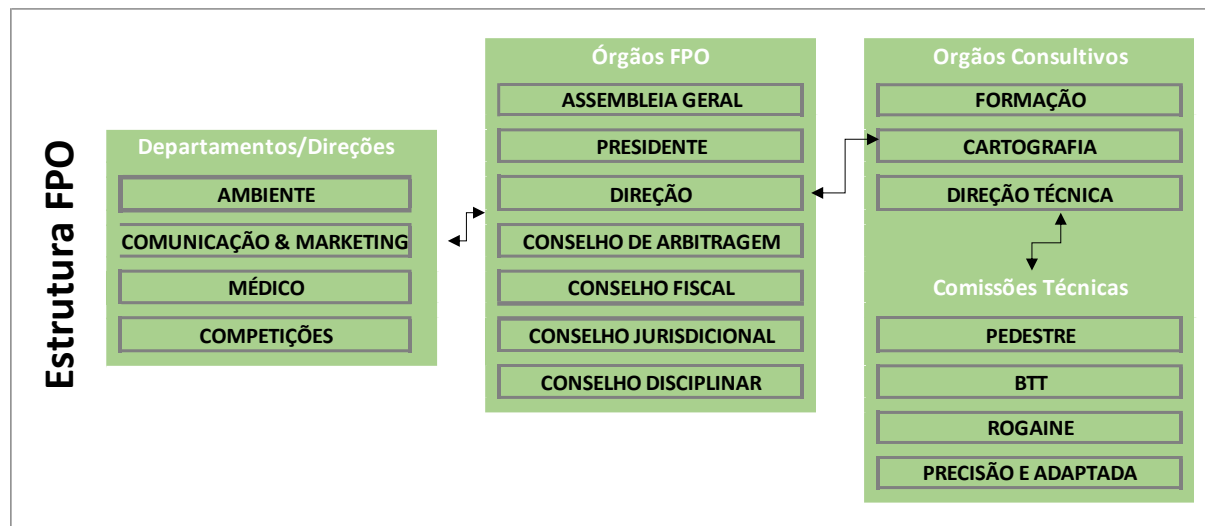 Estrutura FPO
Departamentos/Direções
AMBIENTE
COMUNICAÇÃO & MARKETING
MÉDICO
COMPETIÇÕES
Órgãos FPO
ASSEMBLEIA GERAL
PRESIDENTE
DIREÇÃO
CONSELHO DE ARBITRAGEM
CONSELHO FISCAL
CONSELHO JURISDICIONAL
CONSELHO DISCIPLINAR
Orgãos Consultivos
FORMAÇÃO
CARTOGRAFIA
DIREÇÃO TÉCNICA
Comissões Técnicas
PEDESTRE
BTT
ROGAINE
PRECISÃO E ADAPTADA